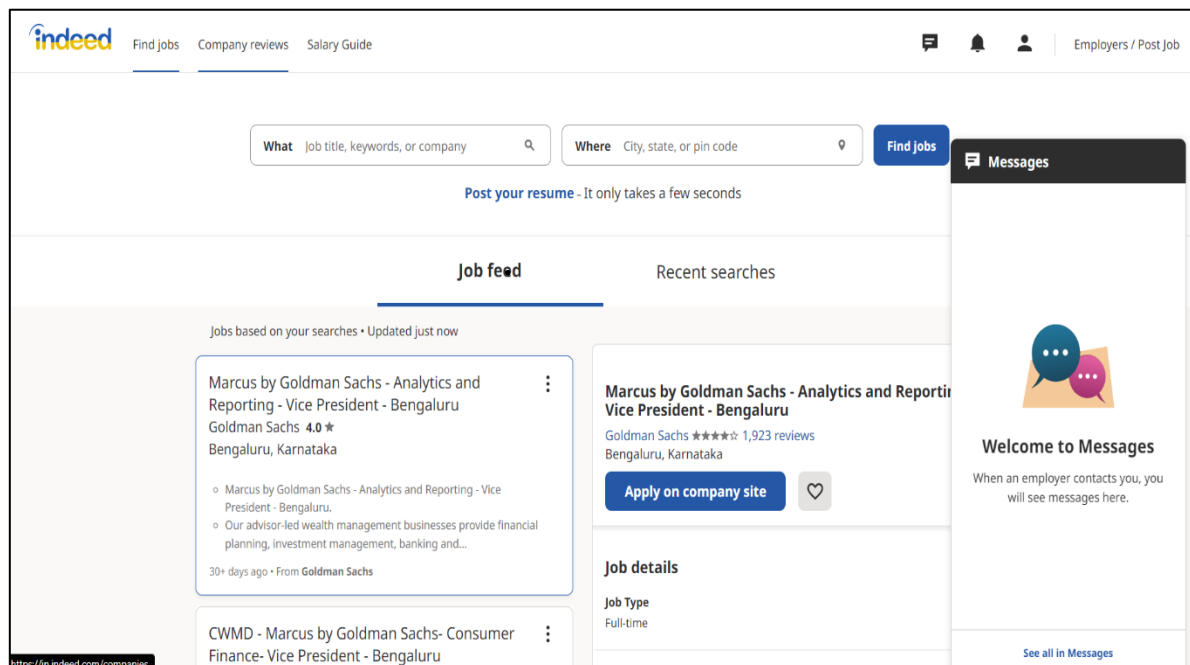 indeed
Find jobs
Company reviews
Salary Guide
Employers / Post Job
What Job title, keywords, or company
Where City, state, or pin code
Find jobs
Post your resume - It only takes a few seconds
Messages
Job feed
Recent searches
Jobs based on your searches • Updated just now
Marcus by Goldman Sachs - Analytics and
Reporting - Vice President - Bengaluru
Goldman Sachs 4.0 ★
Bengaluru, Karnataka
Marcus by Goldman Sachs - Analytics and Reporting - Vice
President - Bengaluru.
Our advisor-led wealth management businesses provide financial
planning, investment management, banking and...
30+ days ago • From Goldman Sachs
CWMD - Marcus by Goldman Sachs- Consumer
Finance- Vice President - Bengaluru
Marcus by Goldman Sachs - Analytics and Reportin
Vice President - Bengaluru
Goldman Sachs ★★★★☆ 1,923 reviews
Bengaluru, Karnataka
Apply on company site
Job details
Job Type
Full-time
Welcome to Messages
When an employer contacts you, you
will see messages here.
See all in Messages
https://in.indeed.com/companies